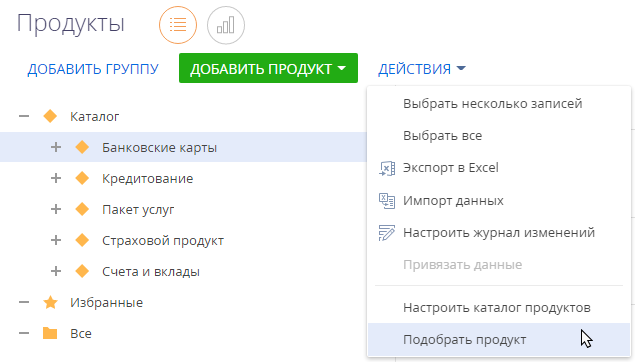 Продукты
ДОБАВИТЬ ГРУППУ
ДОБАВИТЬ ПРОДУКТ
ДЕЙСТВИЯ
Каталог
Банковские карты
Кредитование
Пакет услуг
Страховой продукт
Счета и вклады
Избранные
Все
Выбрать несколько записей
Выбрать все
Экспорт в Excel
Импорт данных
Настроить журнал изменений
Привязать данные
Настроить каталог продуктов
Подобрать продукт